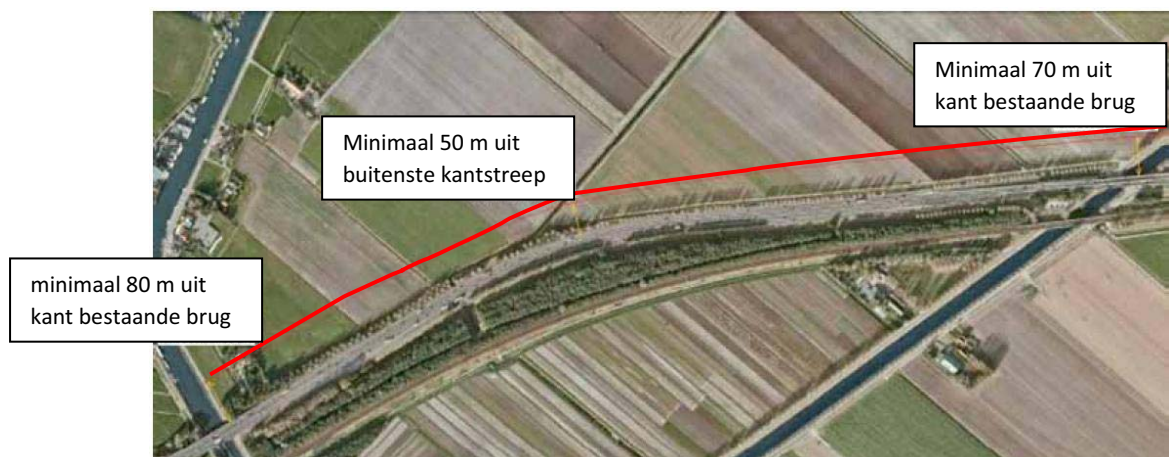 Minimaal 70 m uit
kant bestaande brug
Minimaal 50 m uit
buitenste kantstreep
minimaal 80 m uit
kant bestaande brug